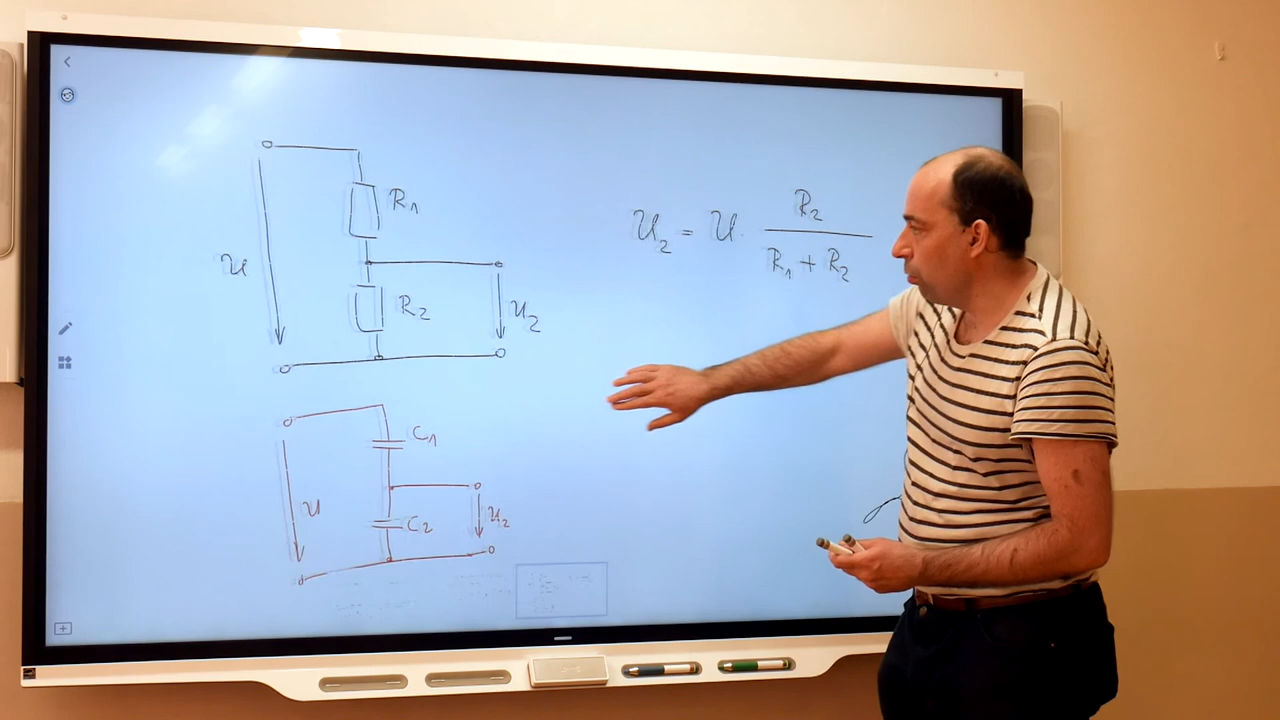 R₁
U
R₂
U₂
U₂ = U · R₂ / (R₁ + R₂)
C₁
U
C₂
U₂